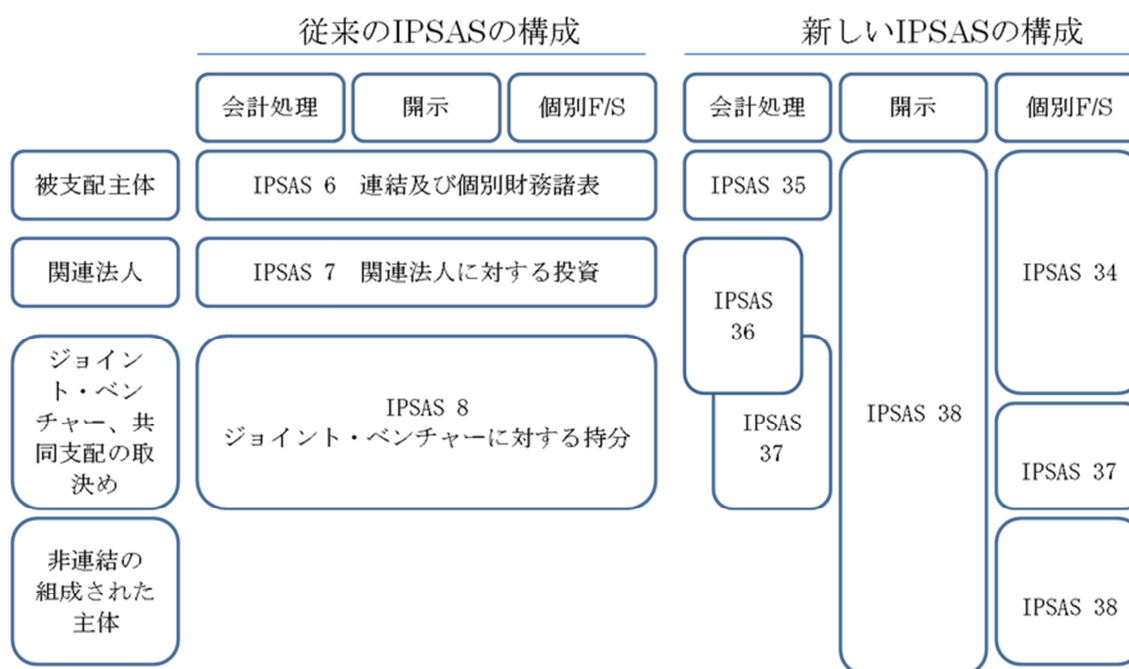 従来のIPSASの構成
新しいIPSASの構成
会計処理
開示
個別F/S
会計処理
開示
個別F/S
被支配主体
IPSAS 6 連結及び個別財務諸表
IPSAS 35
関連法人
IPSAS 7 関連法人に対する投資
IPSAS
36
IPSAS 34
ジョイン
ト・ベン
チャー、共
同支配の取
決め
IPSAS 8
ジョイント・ベンチャーに対する持分
IPSAS
37
IPSAS 38
IPSAS 37
非連結の
組成された
主体
IPSAS 38